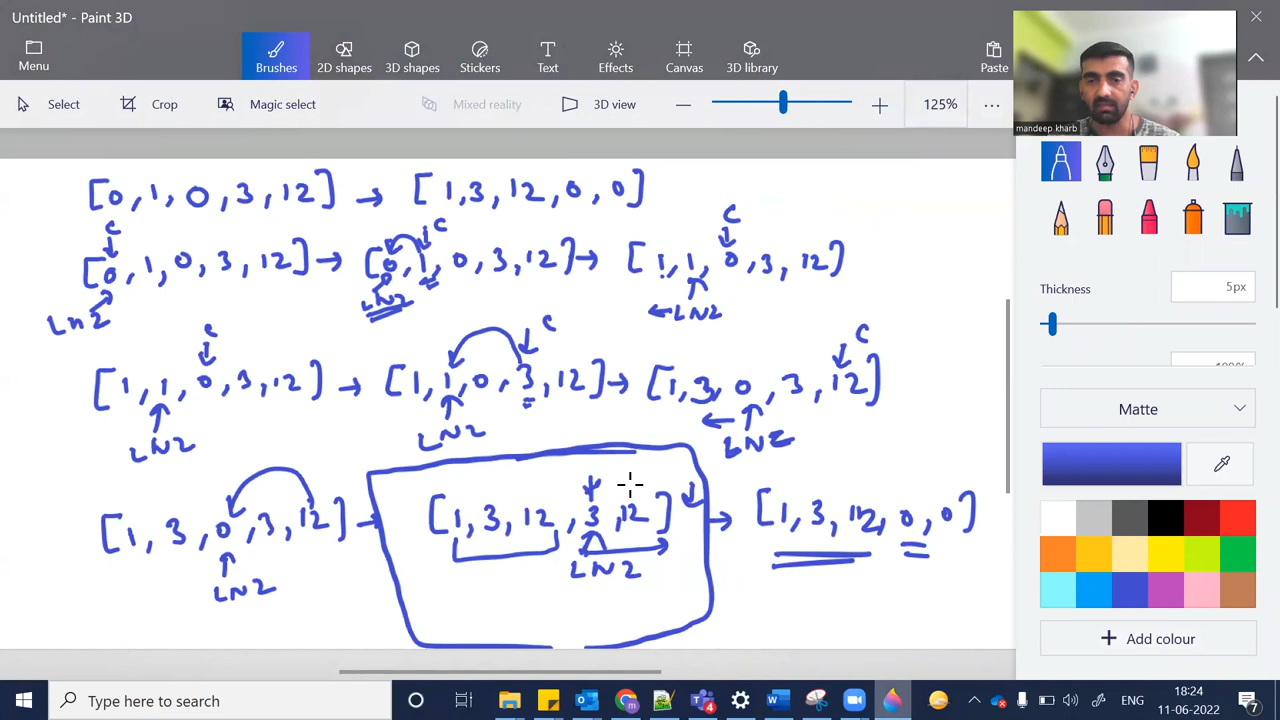 Untitled* - Paint 3D
Menu
Brushes
2D shapes
3D shapes
Stickers
Text
Effects
Canvas
3D library
Paste
mandeep kharb
Select
Crop
Magic select
Mixed reality
3D view
125%
[0, 1, 0, 3, 12] → [1,3, 12, 0, 0]
C
C
C
[0, 1, 0, 3, 12] → [0, 1, 0, 3, 12] → [1, 1, 0, 3, 12]
LnZ
LNZ
LNZ
C
C
C
[1, 1, 0, 3, 12] → [1, 1, 0, 3, 12] → [1, 3, 0, 3, 12]
LNZ
LNZ
LNZ
[1, 3, 0, 3, 12] → [1, 3, 12, 3, 12] → [1, 3, 12, 0, 0]
LNZ
LNZ
Thickness
5px
Matte
Add colour
Type here to search
ENG
18:24
11-06-2022
7